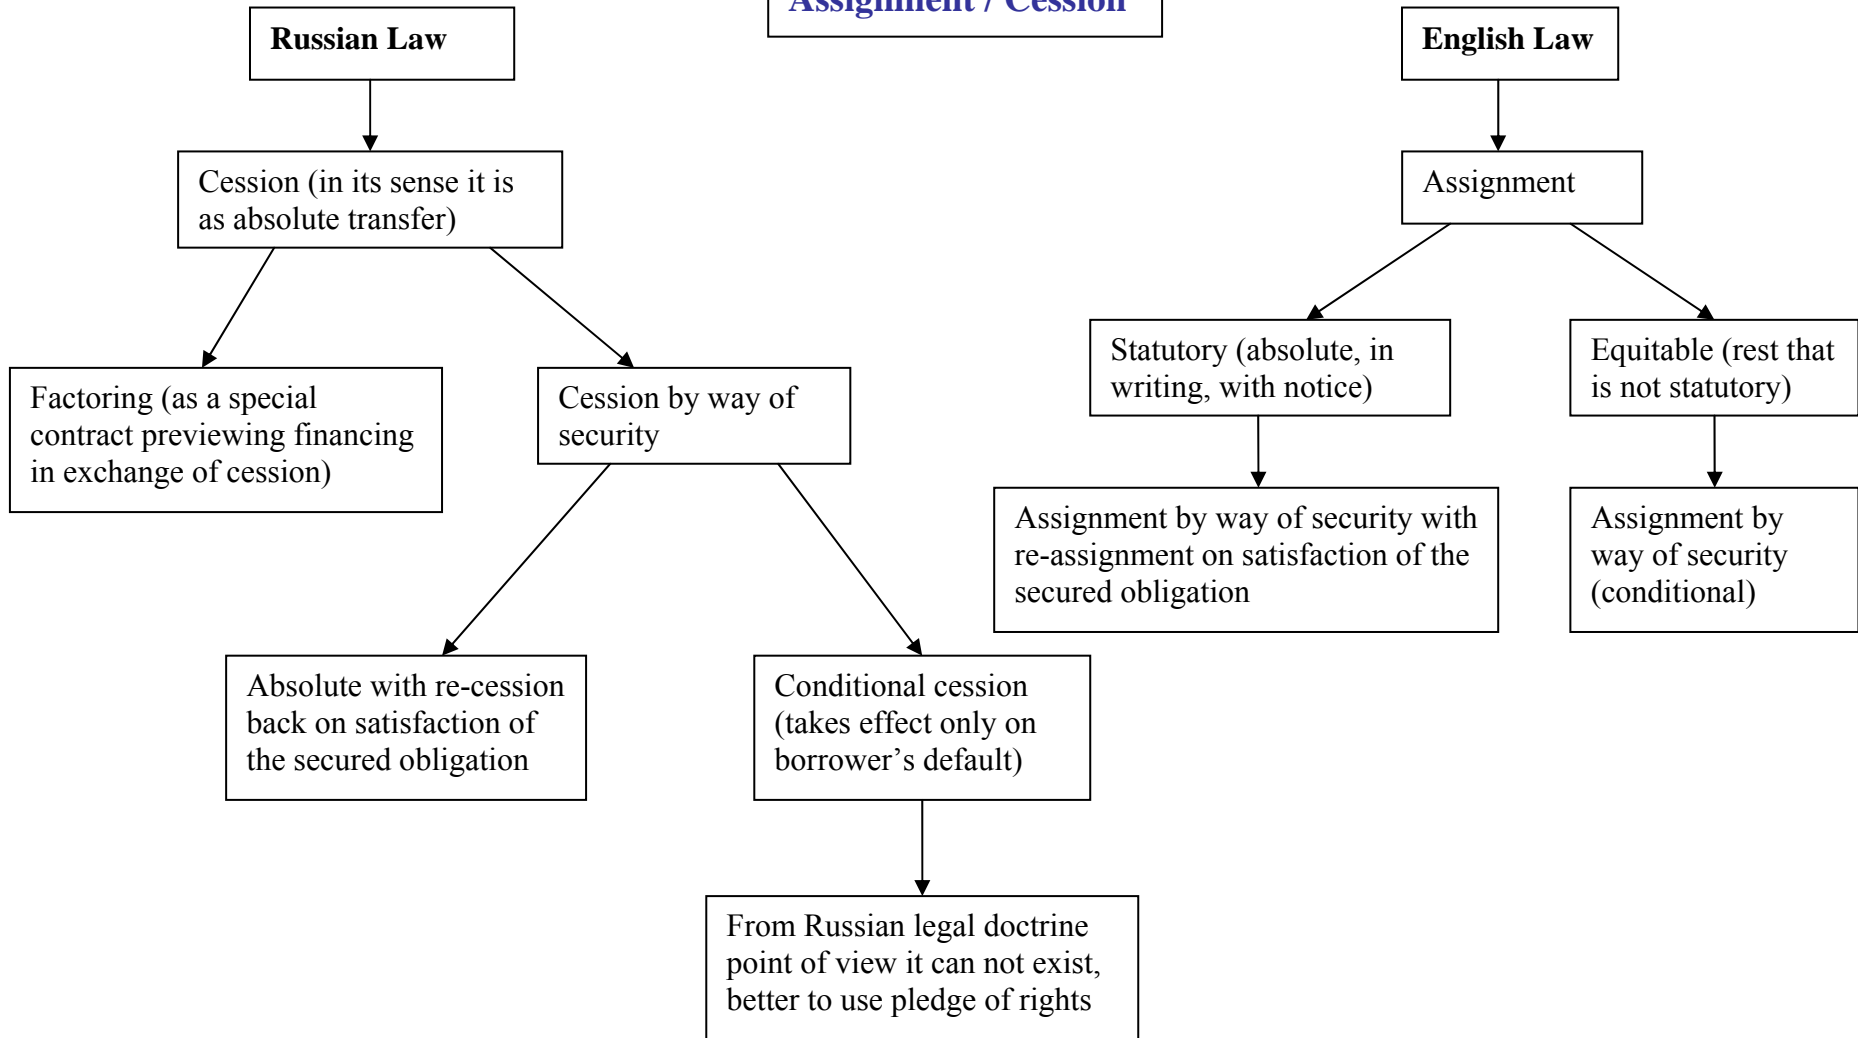 Assignment / Cession
Russian Law
English Law
Cession (in its sense it is
as absolute transfer)
Assignment
Factoring (as a special
contract previewing financing
in exchange of cession)
Cession by way of
security
Statutory (absolute, in
writing, with notice)
Equitable (rest that
is not statutory)
Assignment by way of security with
re-assignment on satisfaction of the
secured obligation
Assignment by
way of security
(conditional)
Absolute with re-cession
back on satisfaction of
the secured obligation
Conditional cession
(takes effect only on
borrower’s default)
From Russian legal doctrine
point of view it can not exist,
better to use pledge of rights